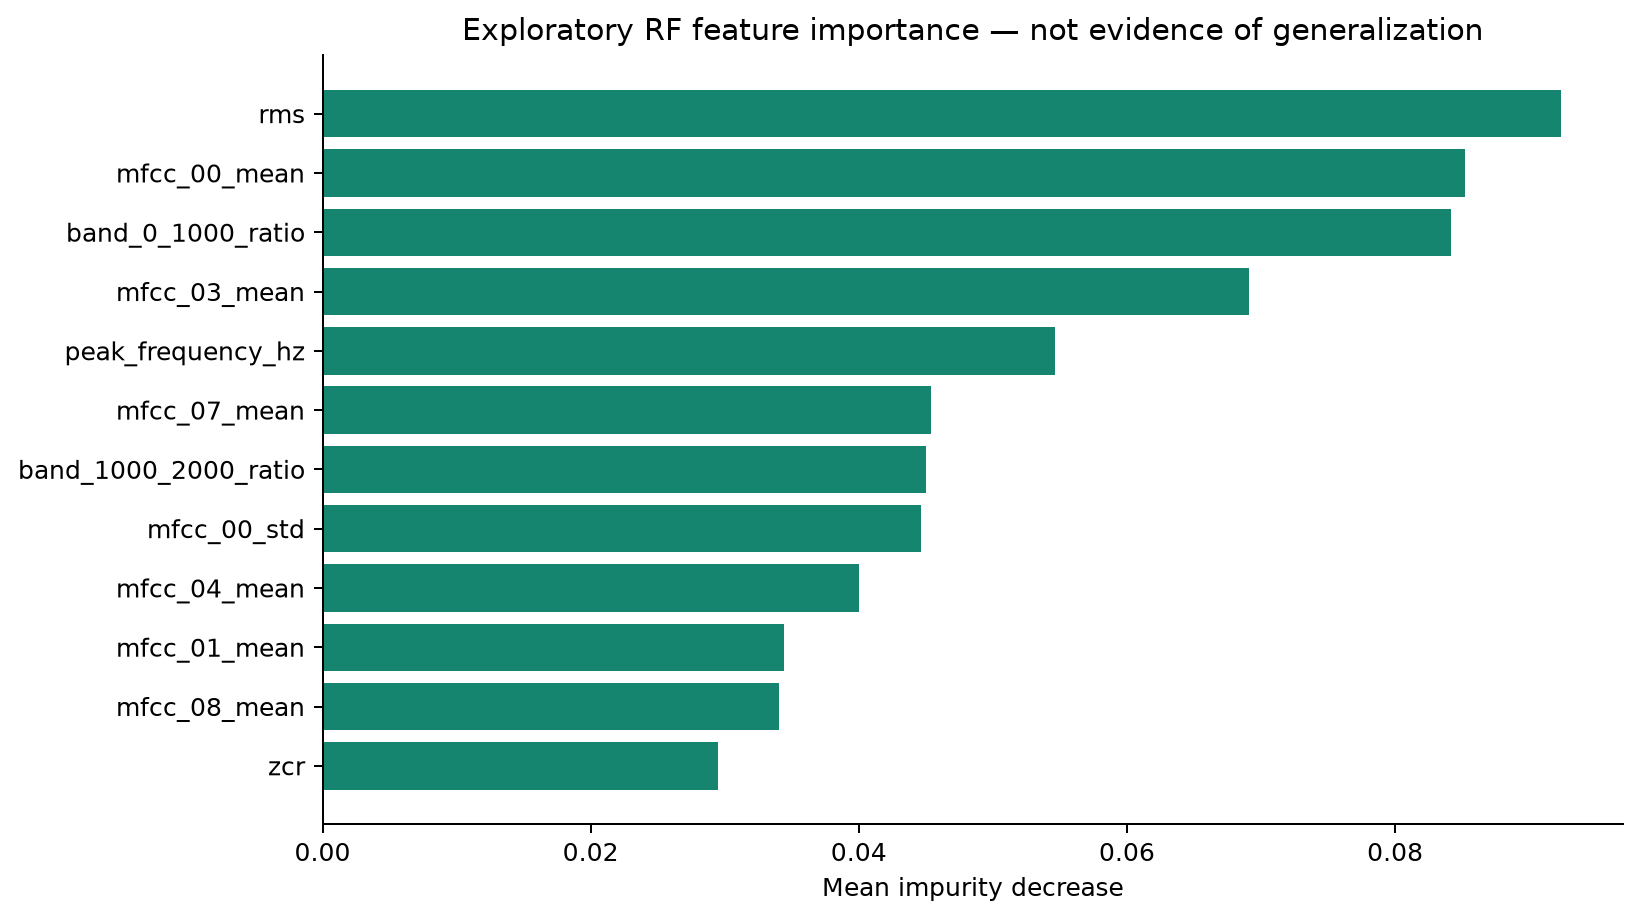 Exploratory RF feature importance — not evidence of generalization
rms
mfcc_00_mean
band_0_1000_ratio
mfcc_03_mean
peak_frequency_hz
mfcc_07_mean
band_1000_2000_ratio
mfcc_00_std
mfcc_04_mean
mfcc_01_mean
mfcc_08_mean
zcr
0.00 0.02 0.04 0.06 0.08
Mean impurity decrease